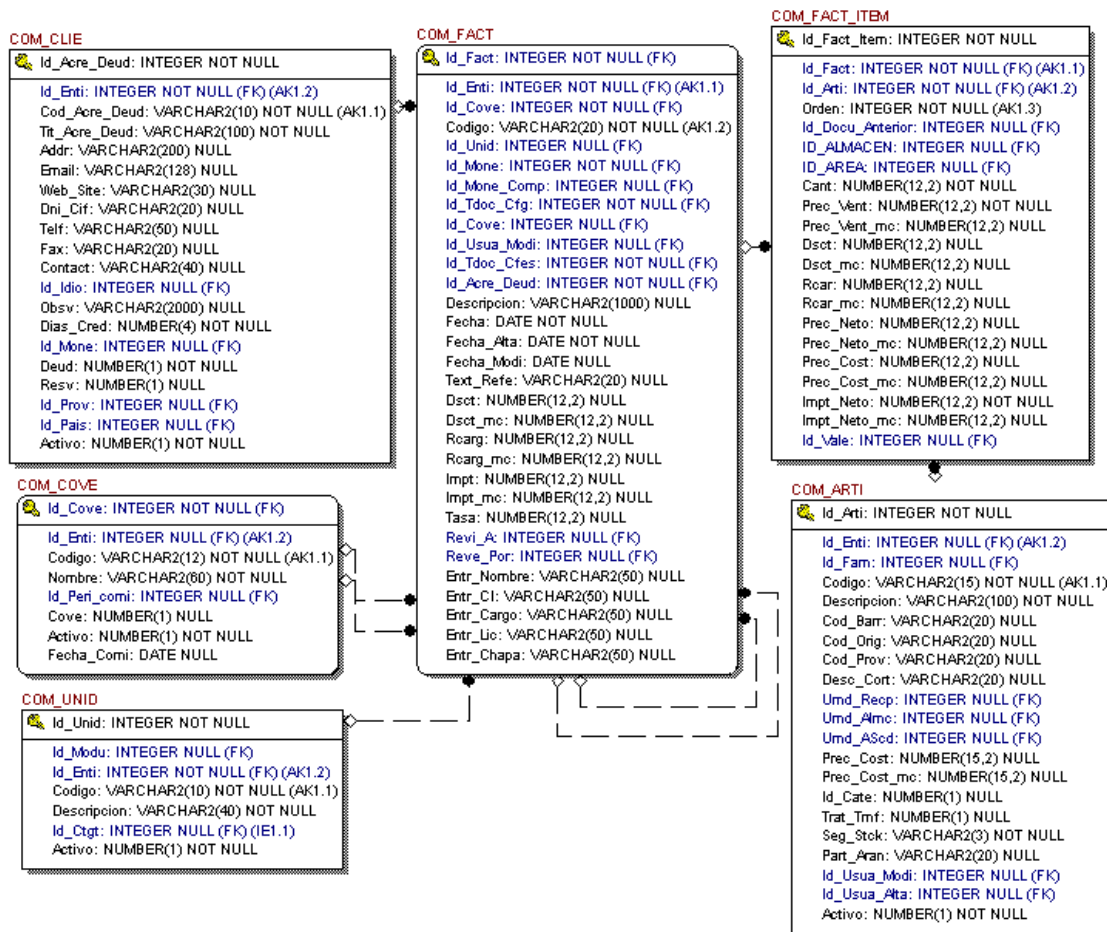 COM_CLIE
Id_Acre_Deud: INTEGER NOT NULL
Id_Enti: INTEGER NOT NULL (FK) (AK1.2)
Cod_Acre_Deud: VARCHAR2(10) NOT NULL (AK1.1)
Tit_Acre_Deud: VARCHAR2(100) NOT NULL
Addr: VARCHAR2(200) NULL
Email: VARCHAR2(128) NULL
Web_Site: VARCHAR2(30) NULL
Dni_Cif: VARCHAR2(20) NULL
Telf: VARCHAR2(50) NULL
Fax: VARCHAR2(20) NULL
Contact: VARCHAR2(40) NULL
Id_Idio: INTEGER NULL (FK)
Obsv: VARCHAR2(2000) NULL
Dias_Cred: NUMBER(4) NOT NULL
Id_Mone: INTEGER NULL (FK)
Deud: NUMBER(1) NOT NULL
Resv: NUMBER(1) NULL
Id_Prov: INTEGER NULL (FK)
Id_Pais: INTEGER NULL (FK)
Activo: NUMBER(1) NOT NULL
COM_COVE
Id_Cove: INTEGER NOT NULL (FK)
Id_Enti: INTEGER NULL (FK) (AK1.2)
Codigo: VARCHAR2(12) NOT NULL (AK1.1)
Nombre: VARCHAR2(60) NOT NULL
Id_Peri_comi: INTEGER NULL (FK)
Cove: NUMBER(1) NULL
Activo: NUMBER(1) NOT NULL
Fecha_Comi: DATE NULL
COM_UNID
Id_Unid: INTEGER NOT NULL
Id_Modu: INTEGER NULL (FK)
Id_Enti: INTEGER NOT NULL (FK) (AK1.2)
Codigo: VARCHAR2(10) NOT NULL (AK1.1)
Descripcion: VARCHAR2(40) NOT NULL
Id_Ctgt: INTEGER NULL (FK) (IE1.1)
Activo: NUMBER(1) NOT NULL
COM_FACT
Id_Fact: INTEGER NOT NULL (FK)
Id_Enti: INTEGER NOT NULL (FK) (AK1.1)
Id_Cove: INTEGER NULL (FK)
Codigo: VARCHAR2(20) NOT NULL (AK1.2)
Id_Unid: INTEGER NULL (FK)
Id_Mone: INTEGER NOT NULL (FK)
Id_Mone_Comp: INTEGER NULL (FK)
Id_Tdoc_Cfg: INTEGER NOT NULL (FK)
Id_Cove: INTEGER NULL (FK)
Id_Usua_Modi: INTEGER NULL (FK)
Id_Tdoc_Cfes: INTEGER NOT NULL (FK)
Id_Acre_Deud: INTEGER NULL (FK)
Descripcion: VARCHAR2(1000) NULL
Fecha: DATE NOT NULL
Fecha_Alta: DATE NOT NULL
Fecha_Modi: DATE NULL
Text_Refe: VARCHAR2(20) NULL
Dsct: NUMBER(12,2) NULL
Dsct_mc: NUMBER(12,2) NULL
Rcarg: NUMBER(12,2) NULL
Rcarg_mc: NUMBER(12,2) NULL
Impt: NUMBER(12,2) NULL
Impt_mc: NUMBER(12,2) NULL
Tasa: NUMBER(12,2) NULL
Revi_A: INTEGER NULL (FK)
Reve_Por: INTEGER NULL (FK)
Entr_Nombre: VARCHAR2(50) NULL
Entr_CI: VARCHAR2(50) NULL
Entr_Cargo: VARCHAR2(50) NULL
Entr_Lic: VARCHAR2(50) NULL
Entr_Chapa: VARCHAR2(50) NULL
COM_FACT_ITEM
Id_Fact_Item: INTEGER NOT NULL
Id_Fact: INTEGER NULL (FK) (AK1.1)
Id_Arti: INTEGER NULL (FK) (AK1.2)
Orden: INTEGER NOT NULL (AK1.3)
Id_Docu_Anterior: INTEGER NULL (FK)
ID_ALMACEN: INTEGER NULL (FK)
ID_AREA: INTEGER NULL (FK)
Cant: NUMBER(12,2) NOT NULL
Prec_Vent: NUMBER(12,2) NOT NULL
Prec_Vent_mc: NUMBER(12,2) NULL
Dsct: NUMBER(12,2) NULL
Dsct_mc: NUMBER(12,2) NULL
Rcar: NUMBER(12,2) NULL
Rcar_mc: NUMBER(12,2) NULL
Prec_Neto: NUMBER(12,2) NULL
Prec_Neto_mc: NUMBER(12,2) NULL
Prec_Cost: NUMBER(12,2) NULL
Prec_Cost_mc: NUMBER(12,2) NULL
Impt_Neto: NUMBER(12,2) NOT NULL
Impt_Neto_mc: NUMBER(12,2) NULL
Id_Vale: INTEGER NULL (FK)
COM_ARTI
Id_Arti: INTEGER NOT NULL
Id_Enti: INTEGER NULL (FK) (AK1.2)
Id_Fam: INTEGER NULL (FK)
Codigo: VARCHAR2(15) NOT NULL (AK1.1)
Descripcion: VARCHAR2(100) NOT NULL
Cod_Barr: VARCHAR2(20) NULL
Cod_Orig: VARCHAR2(20) NULL
Cod_Prov: VARCHAR2(20) NULL
Desc_Cort: VARCHAR2(20) NULL
Umd_Recp: INTEGER NULL (FK)
Umd_Almc: INTEGER NULL (FK)
Umd_AScd: INTEGER NULL (FK)
Prec_Cost: NUMBER(15,2) NULL
Prec_Cost_mc: NUMBER(15,2) NULL
Id_Cate: NUMBER(1) NULL
Trat_Trnf: NUMBER(1) NULL
Seg_Stck: VARCHAR2(3) NOT NULL
Part_Aran: VARCHAR2(20) NULL
Id_Usua_Modi: INTEGER NULL (FK)
Id_Usua_Alta: INTEGER NULL (FK)
Activo: NUMBER(1) NOT NULL